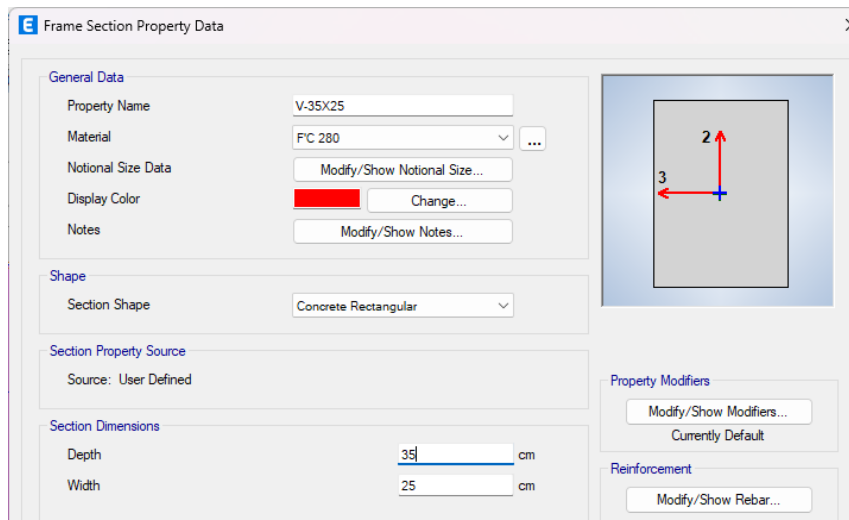 E Frame Section Property Data
General Data
Property Name V-35X25
Material F'C 280 ...
Notional Size Data Modify/Show Notional Size...
Display Color Change...
Notes Modify/Show Notes...
Shape
Section Shape Concrete Rectangular
Section Property Source
Source: User Defined
Section Dimensions
Depth 35 cm
Width 25 cm
2
3
Property Modifiers
Modify/Show Modifiers...
Currently Default
Reinforcement
Modify/Show Rebar...